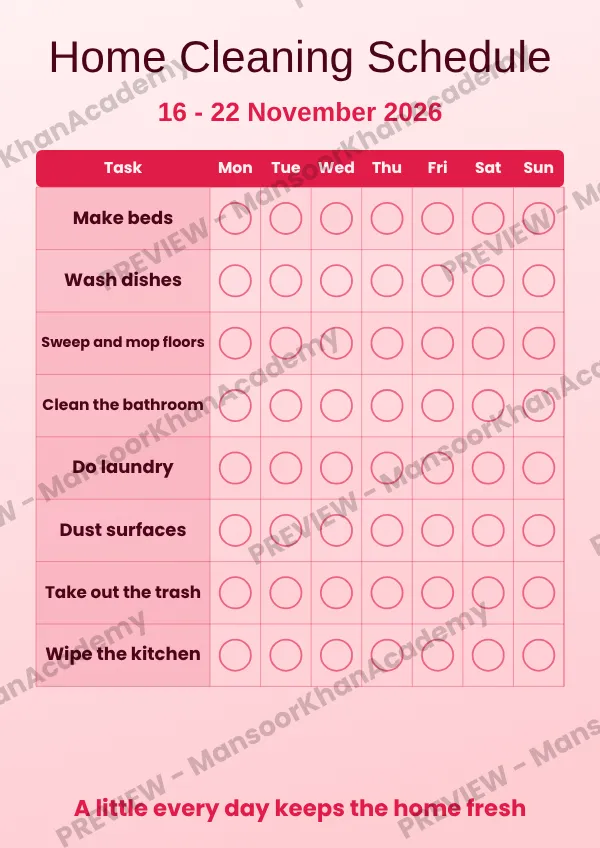 Home Cleaning Schedule
16 - 22 November 2026
Task Mon Tue Wed Thu Fri Sat Sun
Make beds
Wash dishes
Sweep and mop floors
Clean the bathroom
Do laundry
Dust surfaces
Take out the trash
Wipe the kitchen
A little every day keeps the home fresh
PREVIEW – MansoorKhanAcademy